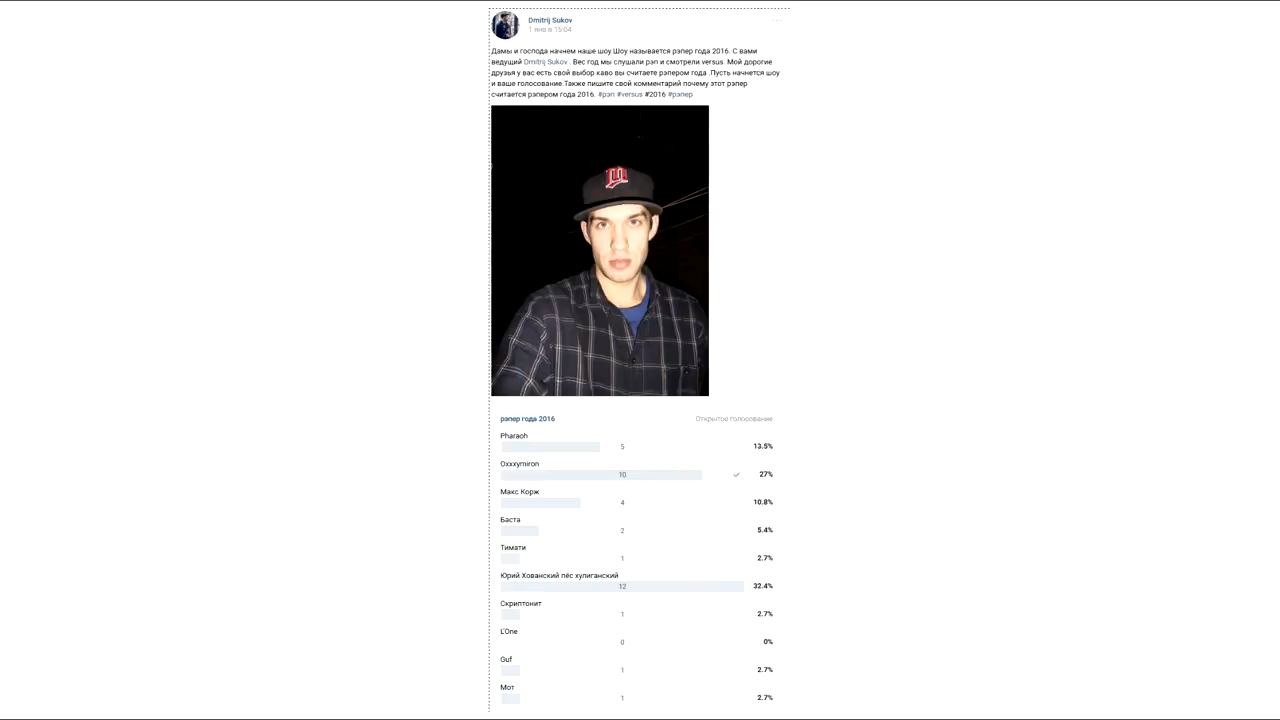 Dmitrij Sukov
1 янв в 15:04
Дамы и господа начнем наше шоу.Шоу называется рэпер года 2016. С вами
ведущий Dmitrij Sukov . Вес год мы слушали рэп и смотрели versus. Мой дорогие
друзья у вас есть свой выбор каво вы считаете рэпером года .Пусть начнется шоу
и ваше голосование.Также пишите свой комментарий почему этот рэпер
считается рэпером года 2016. #рэп #versus #2016 #рэпер
рэпер года 2016 Открытое голосование
Pharaoh
5 13.5%
Oxxxymiron
10 27%
Макс Корж
4 10.8%
Баста
2 5.4%
Тимати
1 2.7%
Юрий Хованский пёс хулиганский
12 32.4%
Скриптонит
1 2.7%
L'One
0 0%
Guf
1 2.7%
Мот
1 2.7%